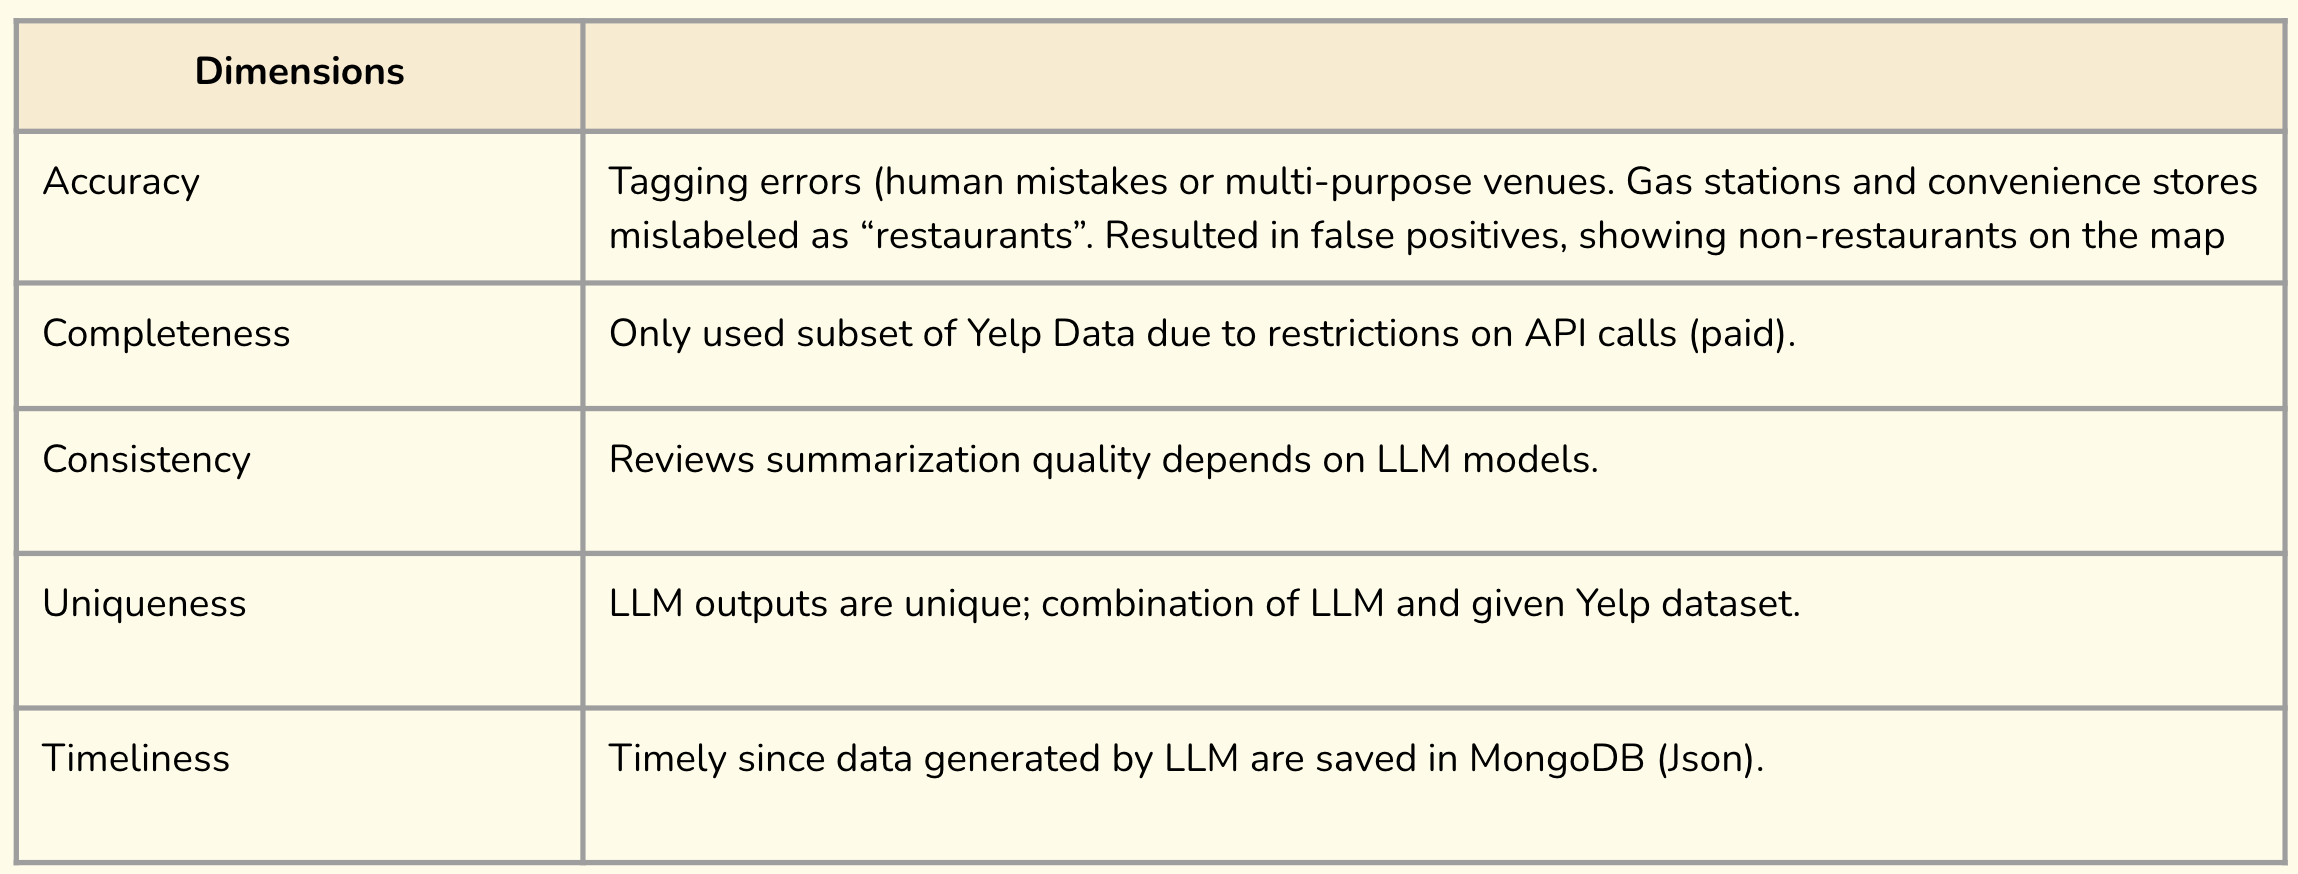 Dimensions
Accuracy
Tagging errors (human mistakes or multi-purpose venues. Gas stations and convenience stores
mislabeled as “restaurants”. Resulted in false positives, showing non-restaurants on the map
Completeness
Only used subset of Yelp Data due to restrictions on API calls (paid).
Consistency
Reviews summarization quality depends on LLM models.
Uniqueness
LLM outputs are unique; combination of LLM and given Yelp dataset.
Timeliness
Timely since data generated by LLM are saved in MongoDB (Json).